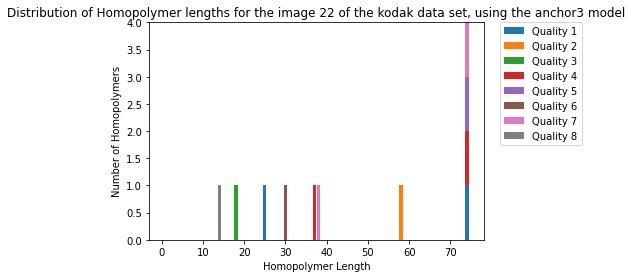 Distribution of Homopolymer lengths for the image 22 of the kodak data set, using the anchor3 model
Number of Homopolymers
4.0
3.5
3.0
2.5
2.0
1.5
1.0
0.5
0.0
0 10 20 30 40 50 60 70
Homopolymer Length
Quality 1
Quality 2
Quality 3
Quality 4
Quality 5
Quality 6
Quality 7
Quality 8